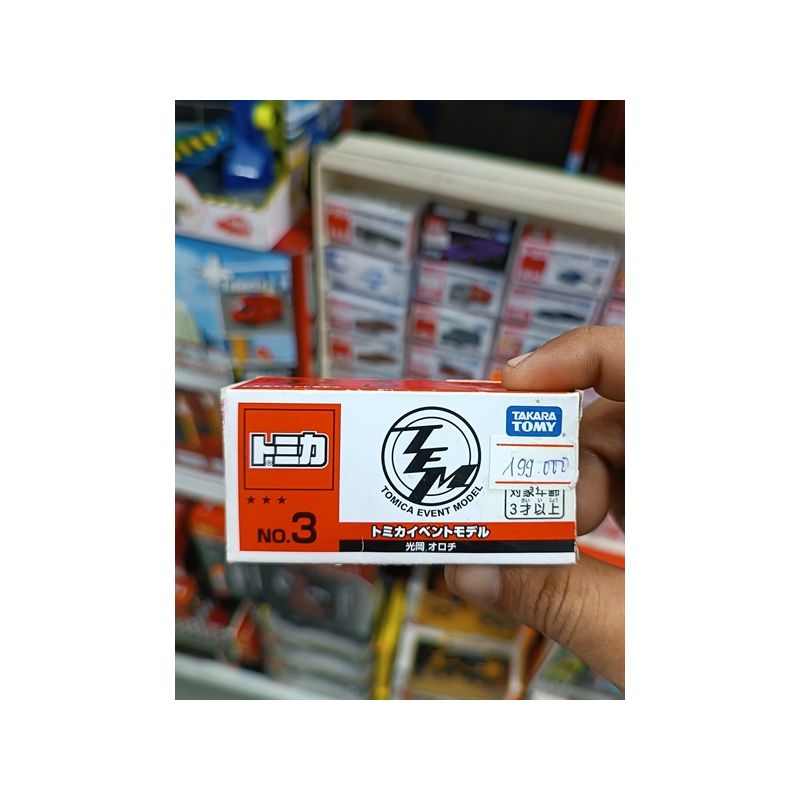 トミカ
®
★★★
NO.3
TEM
TOMICA EVENT MODEL
TAKARA
TOMY
199.000
対象年齢
3才以上
トミカイベントモデル
光岡 オロチ